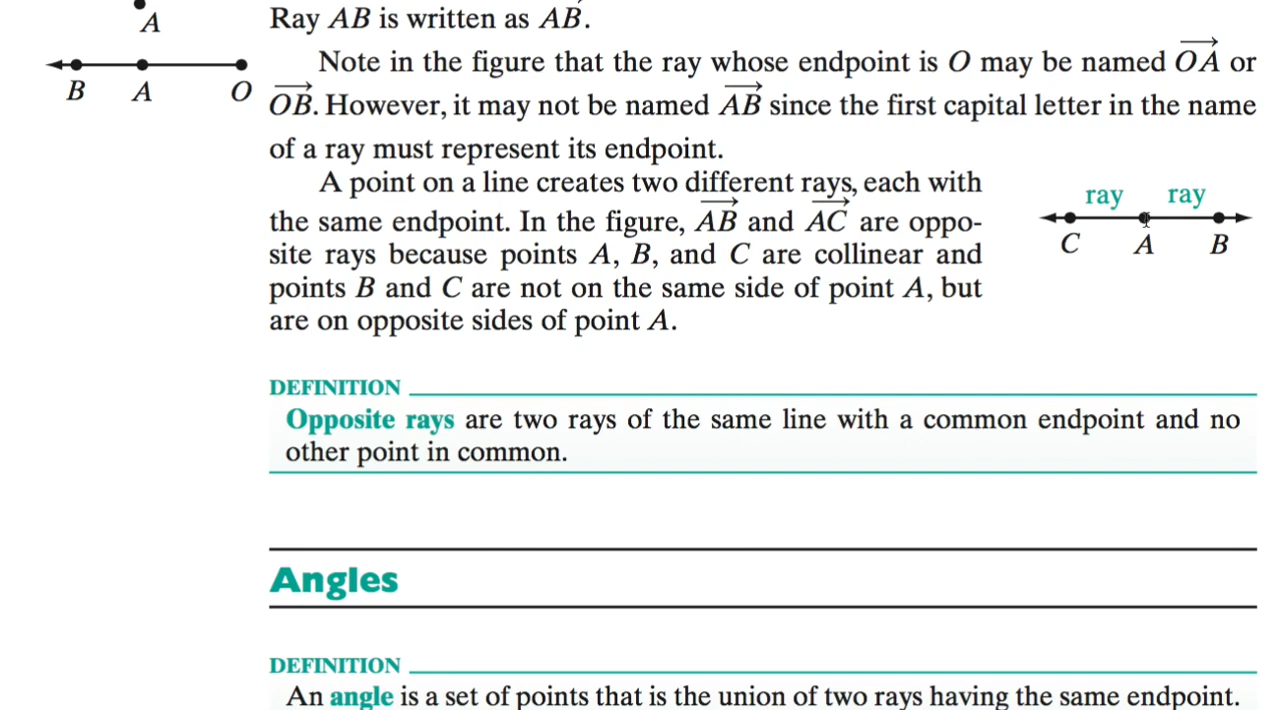 A
Ray AB is written as AB.
B A O
Note in the figure that the ray whose endpoint is O may be named OA or
OB. However, it may not be named AB since the first capital letter in the name
of a ray must represent its endpoint.
A point on a line creates two different rays, each with
the same endpoint. In the figure, AB and AC are oppo-
site rays because points A, B, and C are collinear and
points B and C are not on the same side of point A, but
are on opposite sides of point A.
ray ray
C A B
DEFINITION
Opposite rays are two rays of the same line with a common endpoint and no
other point in common.
Angles
DEFINITION
An angle is a set of points that is the union of two rays having the same endpoint.